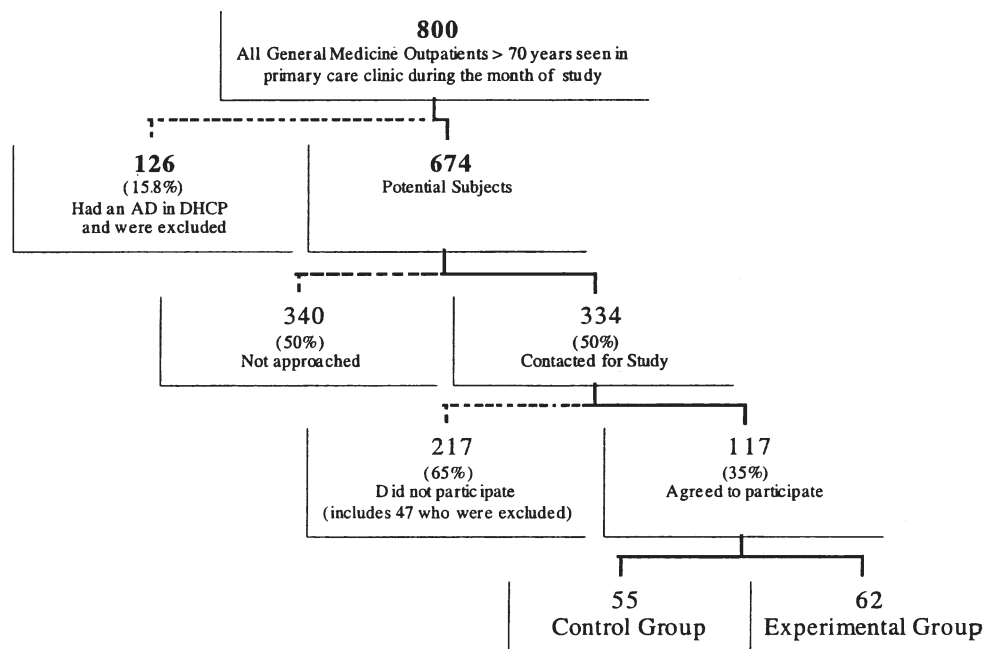 800
All General Medicine Outpatients > 70 years seen in
primary care clinic during the month of study
126
(15.8%)
Had an AD in DHCP
and were excluded
674
Potential Subjects
340
(50%)
Not approached
334
(50%)
Contacted for Study
217
(65%)
Did not participate
(includes 47 who were excluded)
117
(35%)
Agreed to participate
55
Control Group
62
Experimental Group